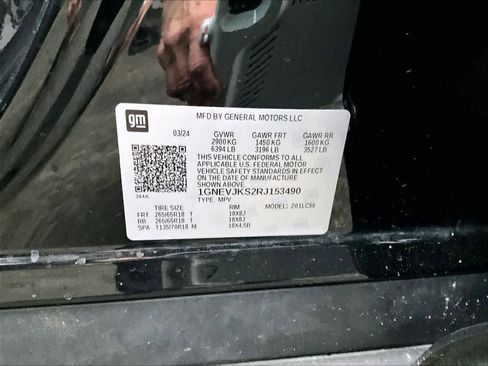 gm
MFD BY GENERAL MOTORS LLC
03/24 GVWR GAWR FRT GAWR RR
2900 KG 1450 KG 1600 KG
6394 LB 3196 LB 3527 LB
THIS VEHICLE CONFORMS TO ALL
APPLICABLE U.S. FEDERAL MOTOR
VEHICLE SAFETY STANDARDS IN EFFECT
ON THE DATE OF MANUFACTURE
1GNEVJKS2RJ153490
TYPE: MPV
384A
TIRE SIZE RIM MODEL: 201LC56
FRT 265/65R18 T 18X8J
RR 265/65R18 T 18X8J
SPA T135/70R18 M 18X4.5B